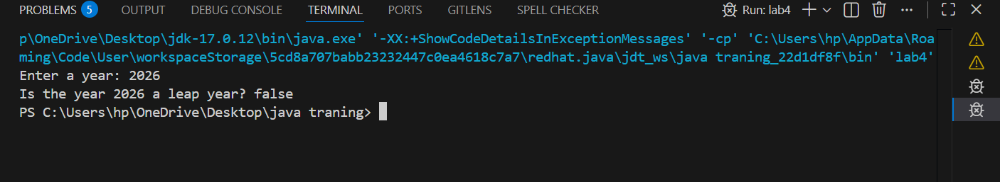 PROBLEMS 5 OUTPUT DEBUG CONSOLE TERMINAL PORTS GITLENS SPELL CHECKER Run: lab4
p\OneDrive\Desktop\jdk-17.0.12\bin\java.exe' '-XX:+ShowCodeDetailsInExceptionMessages' '-cp' 'C:\Users\hp\AppData\Roa
ming\Code\User\workspaceStorage\5cd8a707babb23232447c0ea4618c7a7\redhat.java\jdt_ws\java traning_22d1df8f\bin' 'lab4'
Enter a year: 2026
Is the year 2026 a leap year? false
PS C:\Users\hp\OneDrive\Desktop\java traning>